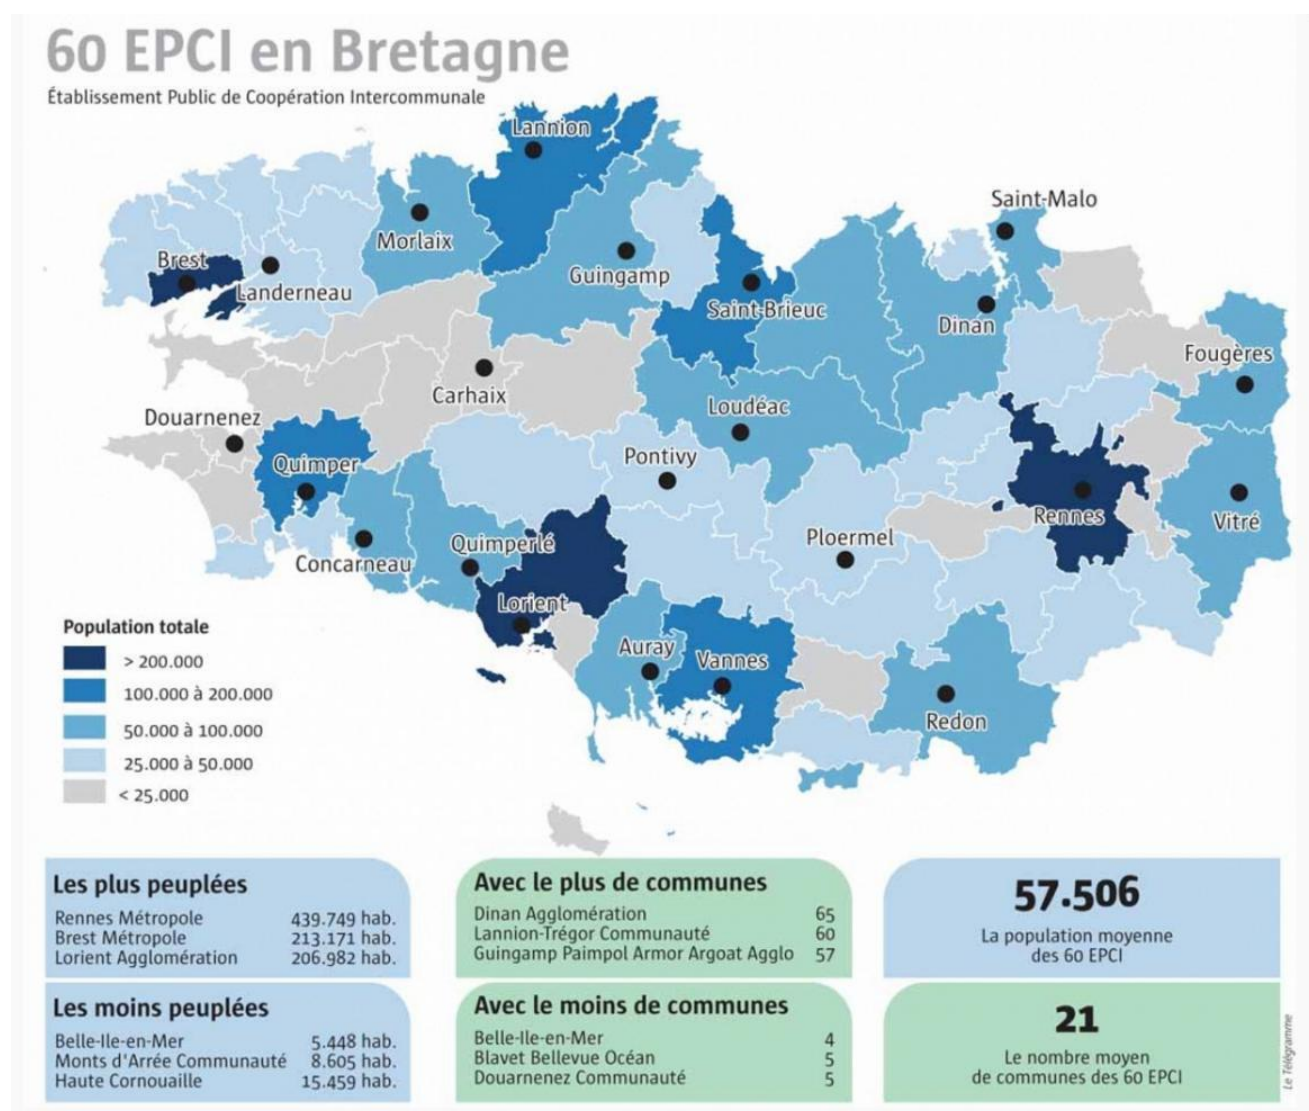 60 EPCI en Bretagne
Établissement Public de Coopération Intercommunale
Lannion
Saint-Malo
Morlaix
Brest
Guingamp
Landerneau
Saint-Brieuc
Dinan
Fougères
Carhaix
Douarnenez
Loudéac
Quimper
Pontivy
Rennes
Vitré
Ploermel
Quimperlé
Concarneau
Lorient
Auray
Vannes
Redon
Population totale
> 200.000
100.000 à 200.000
50.000 à 100.000
25.000 à 50.000
< 25.000
Les plus peuplées
Rennes Métropole 439.749 hab.
Brest Métropole 213.171 hab.
Lorient Agglomération 206.982 hab.
Avec le plus de communes
Dinan Agglomération 65
Lannion-Trégor Communauté 60
Guingamp Paimpol Armor Argoat Agglo 57
57.506
La population moyenne
des 60 EPCI
Les moins peuplées
Belle-Ile-en-Mer 5.448 hab.
Monts d'Arrée Communauté 8.605 hab.
Haute Cornouaille 15.459 hab.
Avec le moins de communes
Belle-Ile-en-Mer 4
Blavet Bellevue Océan 5
Douarnenez Communauté 5
21
Le nombre moyen
de communes des 60 EPCI
Le Télégramme